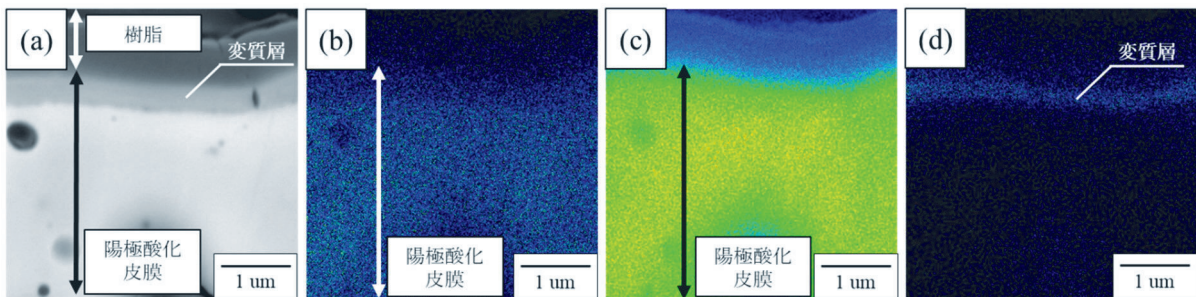 (a)
樹脂
変質層
陽極酸化
皮膜
1 um
(b)
陽極酸化
皮膜
1 um
(c)
陽極酸化
皮膜
1 um
(d)
変質層
1 um